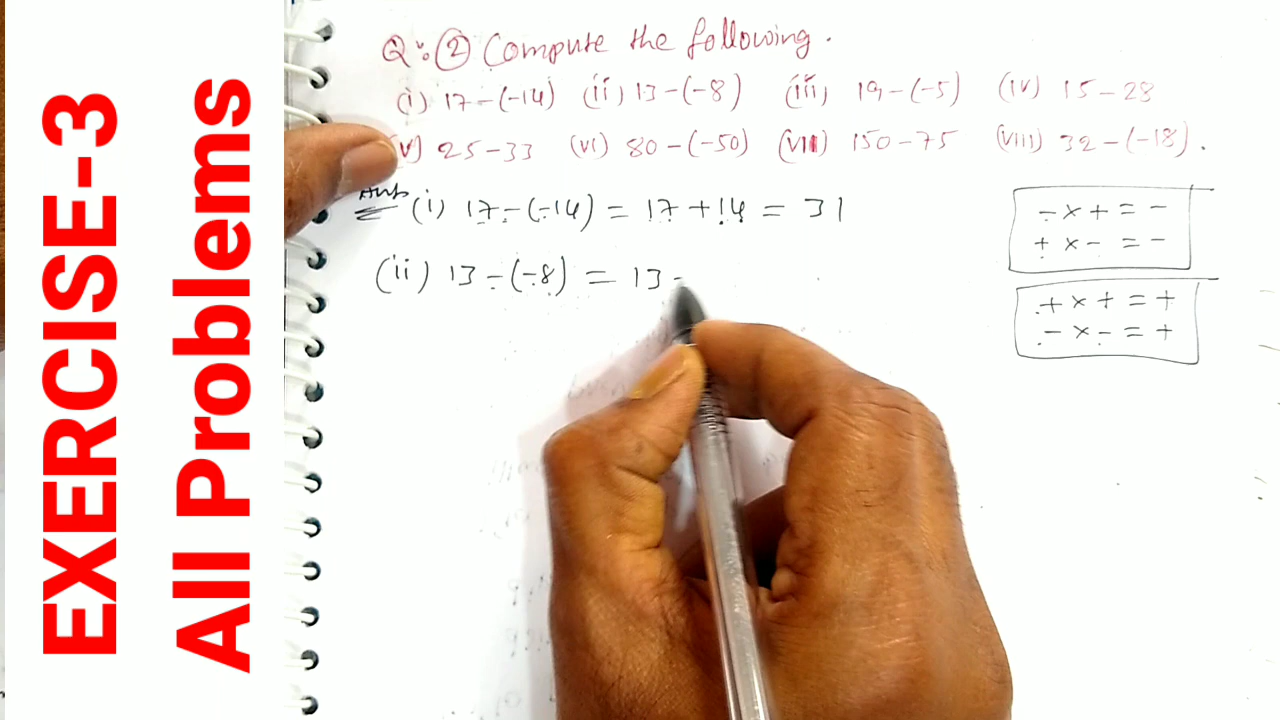 EXERCISE-3
All Problems
Q:- ② Compute the following.
(i) 17-(-14) (ii) 13-(-8) (iii) 19-(-5) (iv) 15-28
(v) 25-33 (vi) 80-(-50) (vii) 150-75 (viii) 32-(-18).
Ans (i) 17-(-14) = 17+14 = 31
(ii) 13-(-8) = 13
- x + = -
+ x - = -
+ x + = +
- x - = +